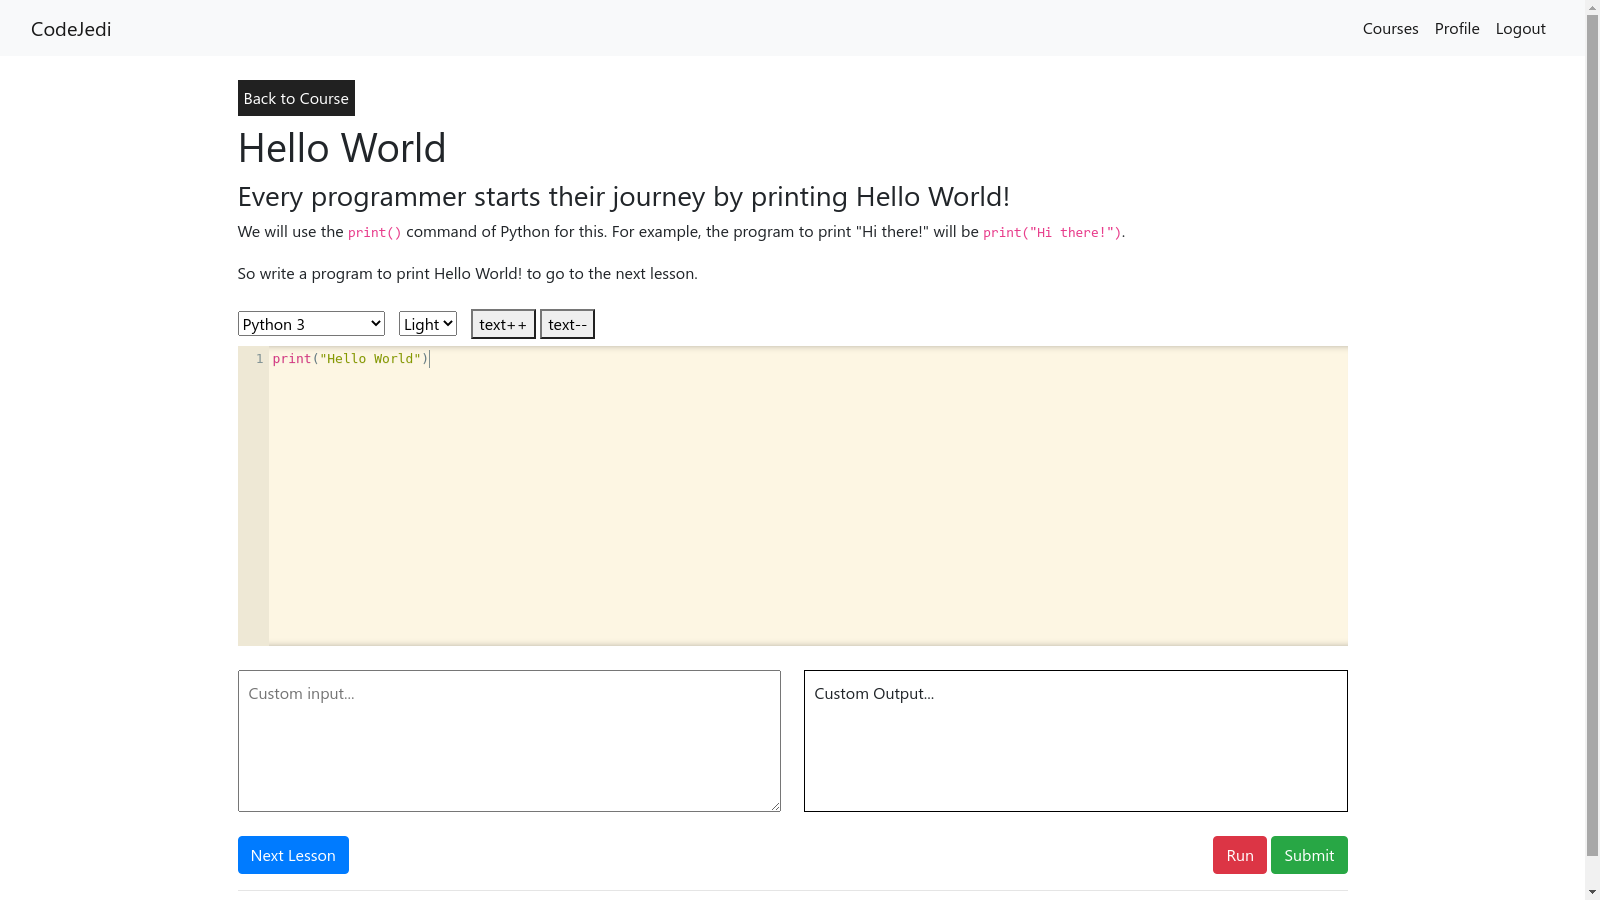 CodeJedi
Courses Profile Logout
Back to Course
Hello World
Every programmer starts their journey by printing Hello World!
We will use the print() command of Python for this. For example, the program to print "Hi there!" will be print("Hi there!").
So write a program to print Hello World! to go to the next lesson.
Python 3 Light text++ text--
1 print("Hello World")
Custom input...
Custom Output...
Next Lesson Run Submit